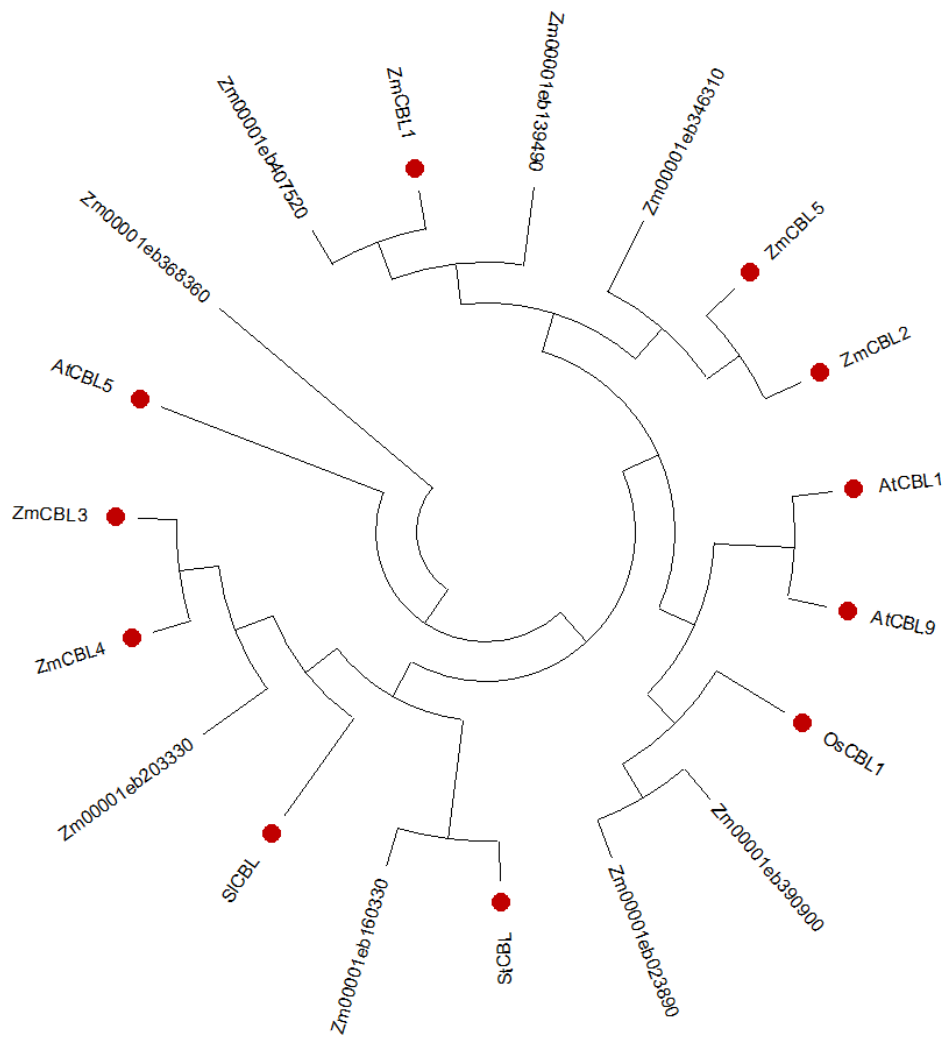 Zm00001eb139490
ZmCBL1
Zm00001eb346310
Zm00001eb407520
ZmCBL5
Zm00001eb368360
ZmCBL2
AtCBL5
AtCBL1
ZmCBL3
AtCBL9
ZmCBL4
OsCBL1
Zm00001eb203330
Zm00001eb390900
SlCBL
Zm00001eb160330
StCBL
Zm00001eb023890